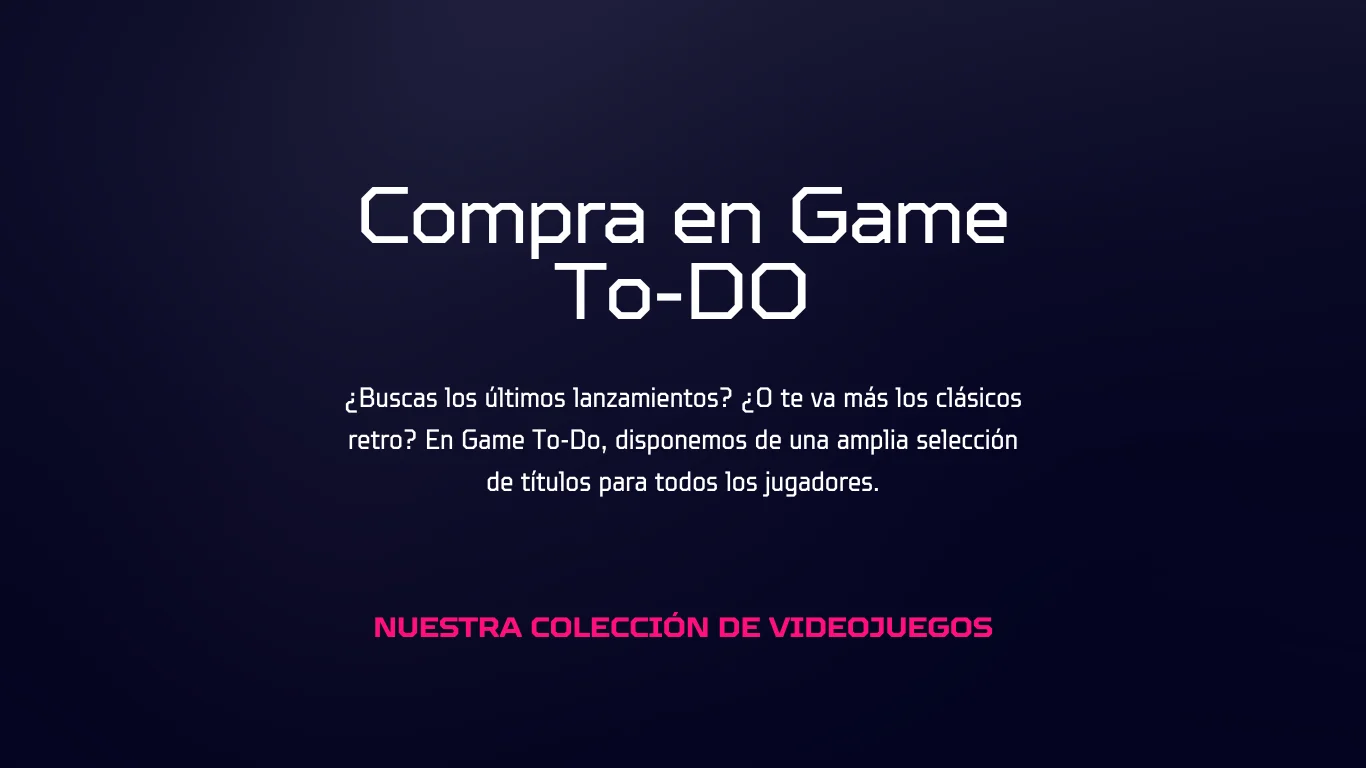 Compra en Game
To-DO
¿Buscas los últimos lanzamientos? ¿O te va más los clásicos
retro? En Game To-Do, disponemos de una amplia selección
de títulos para todos los jugadores.
NUESTRA COLECCIÓN DE VIDEOJUEGOS